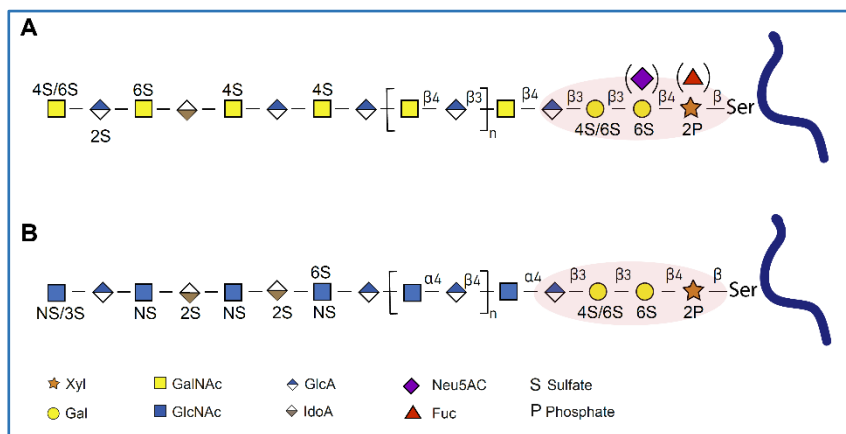 A
4S/6S 6S 4S 4S
β4 β3 β4 β3 β3 β4 β
n
Ser
2S 4S/6S 6S 2P
B
6S
α4 β4 α4 β3 β3 β4 β
n
Ser
NS/3S NS 2S NS 2S NS 4S/6S 6S 2P
Xyl GalNAc GlcA Neu5AC S Sulfate
Gal GlcNAc IdoA Fuc P Phosphate